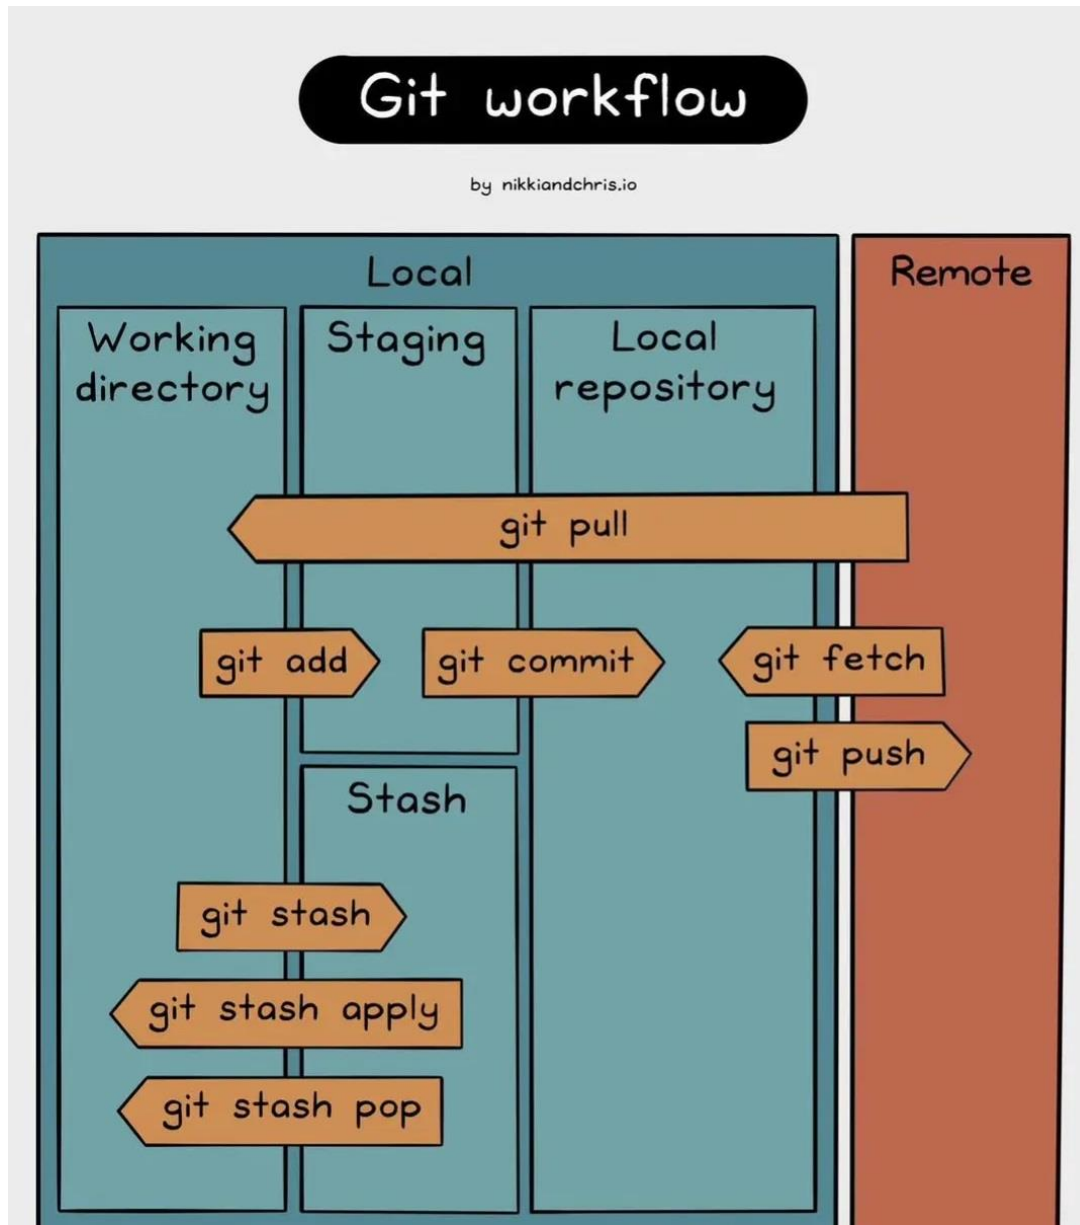 Git workflow
by nikkiandchris.io
Local
Remote
Working
directory
Staging
Local
repository
git pull
git add
git commit
git fetch
git push
Stash
git stash
git stash apply
git stash pop